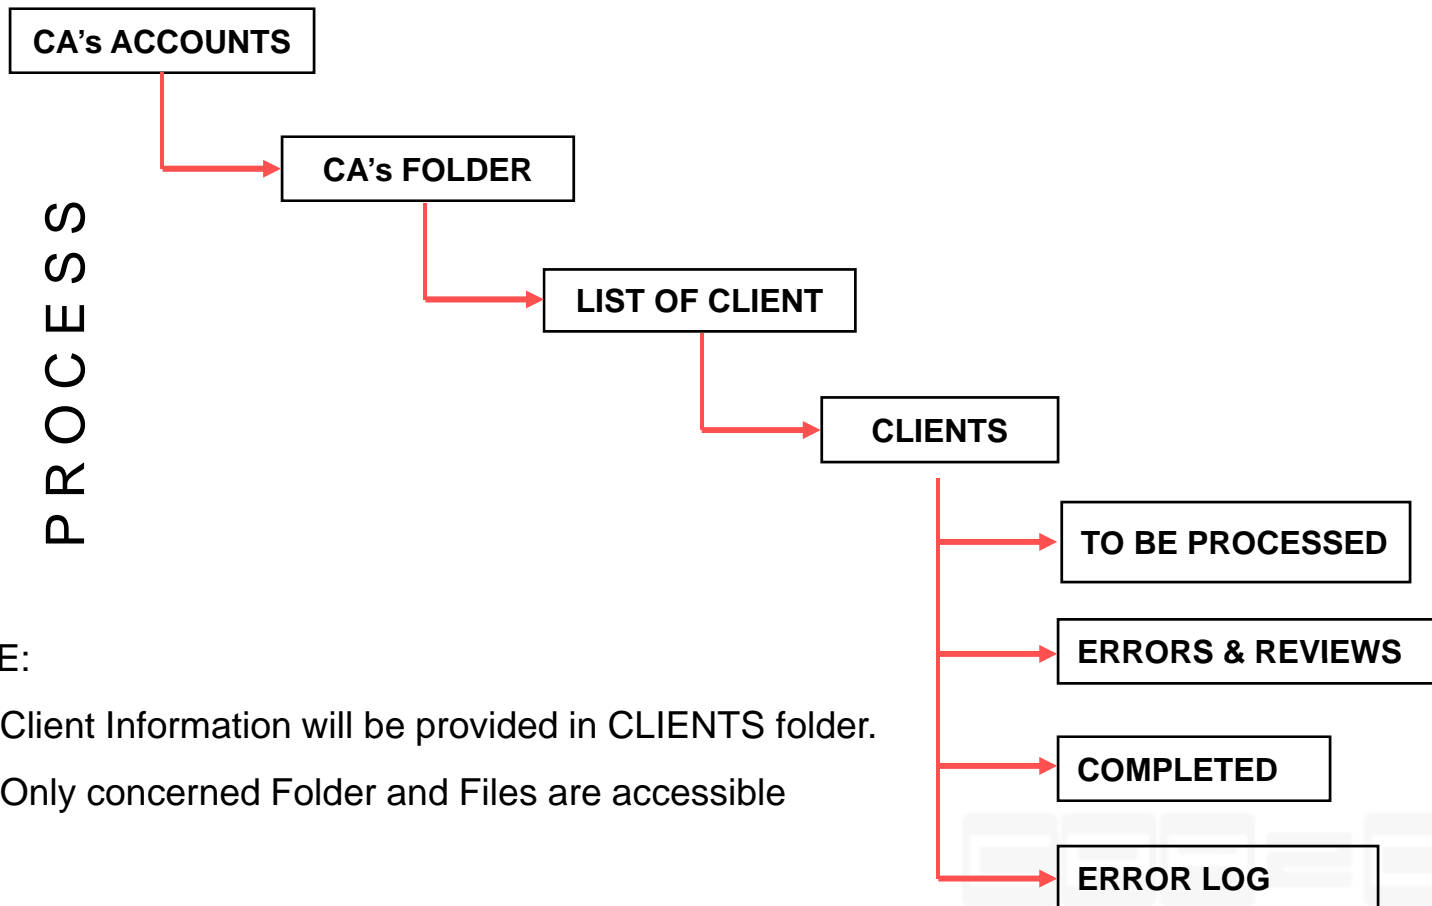 CA’s ACCOUNTS
CA’s FOLDER
LIST OF CLIENT
CLIENTS
PROCESS
TO BE PROCESSED
ERRORS & REVIEWS
COMPLETED
ERROR LOG
E:
Client Information will be provided in CLIENTS folder.
Only concerned Folder and Files are accessible